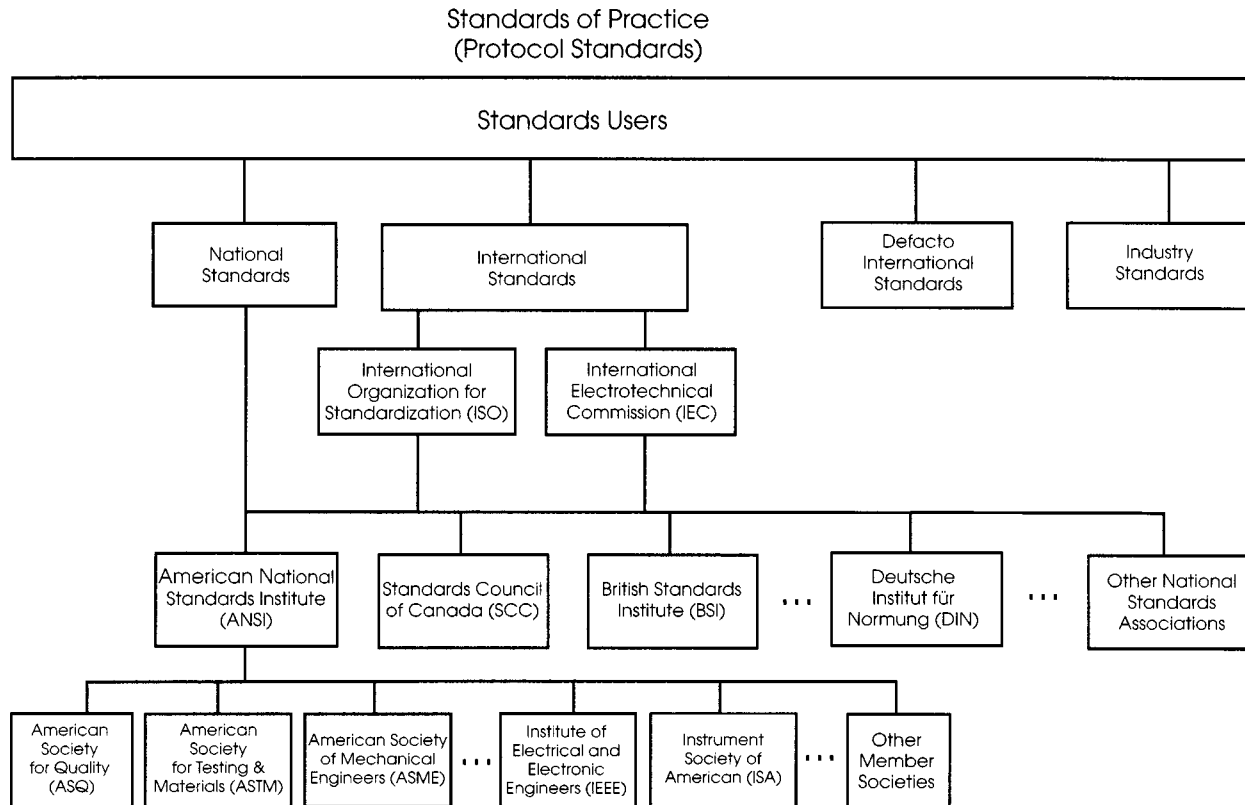 Standards of Practice
(Protocol Standards)
Standards Users
National
Standards
International
Standards
Defacto
International
Standards
Industry
Standards
International
Organization for
Standardization (ISO)
International
Electrotechnical
Commission (IEC)
American National
Standards Institute
(ANSI)
Standards Council
of Canada (SCC)
British Standards
Institute (BSI)
...
Deutsche
Institut für
Normung (DIN)
...
Other National
Standards
Associations
American
Society
for Quality
(ASQ)
American
Society
for Testing &
Materials (ASTM)
American Society
of Mechanical
Engineers (ASME)
...
Institute of
Electrical and
Electronic
Engineers (IEEE)
Instrument
Society of
American (ISA)
...
Other
Member
Societies